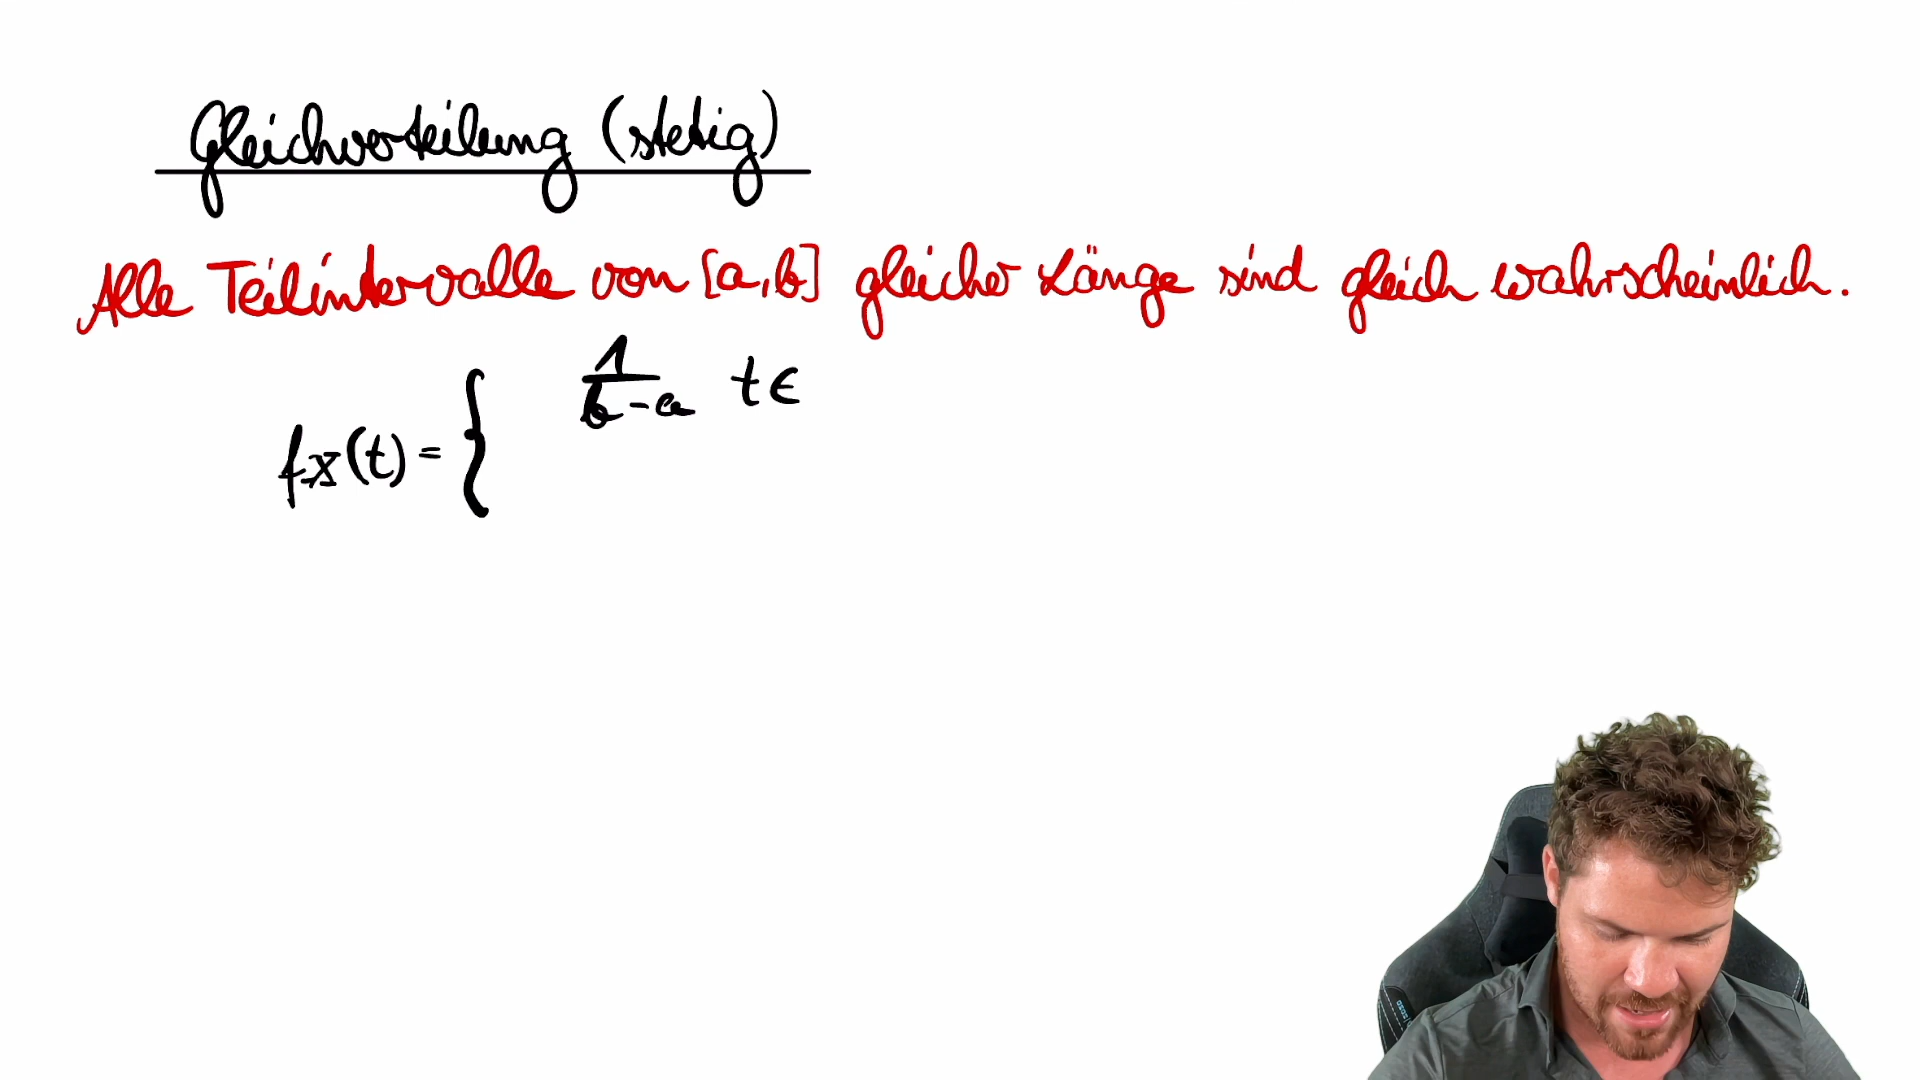 Gleichverteilung (stetig)
Alle Teilintervalle von [a,b] gleicher Länge sind gleich wahrscheinlich.
1/(b-a) t ∈
fX(t) = {